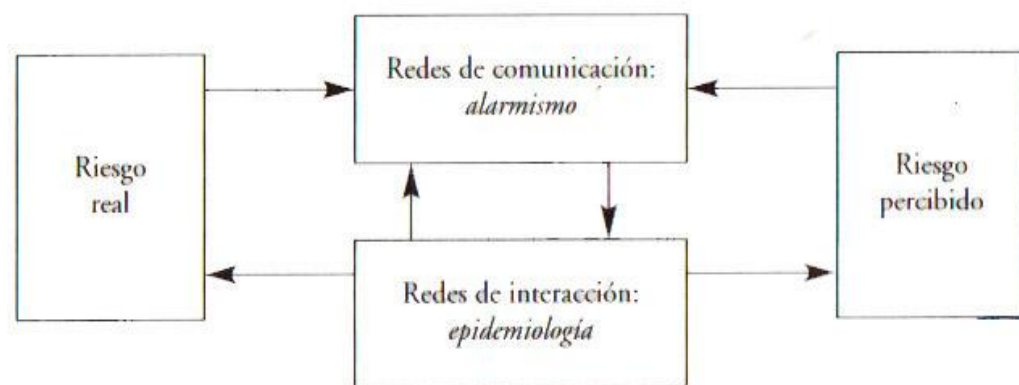 Redes de comunicación:
alarmismo
Riesgo
real
Riesgo
percibido
Redes de interacción:
epidemiología